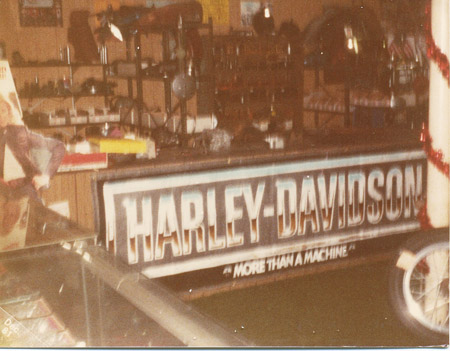 HARLEY-DAVIDSON
"MORE THAN A MACHINE"